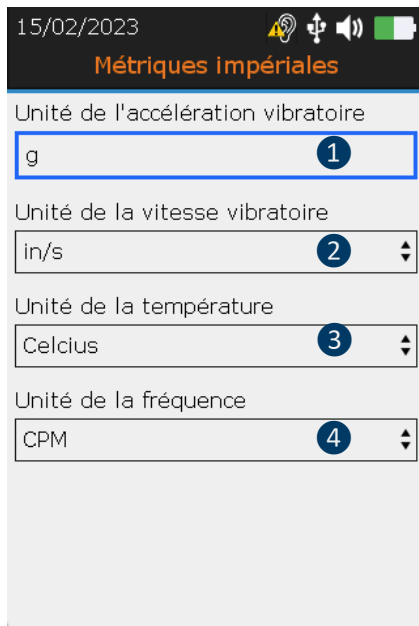 15/02/2023
Métriques impériales
Unité de l'accélération vibratoire
g 1
Unité de la vitesse vibratoire
in/s 2
Unité de la température
Celcius 3
Unité de la fréquence
CPM 4